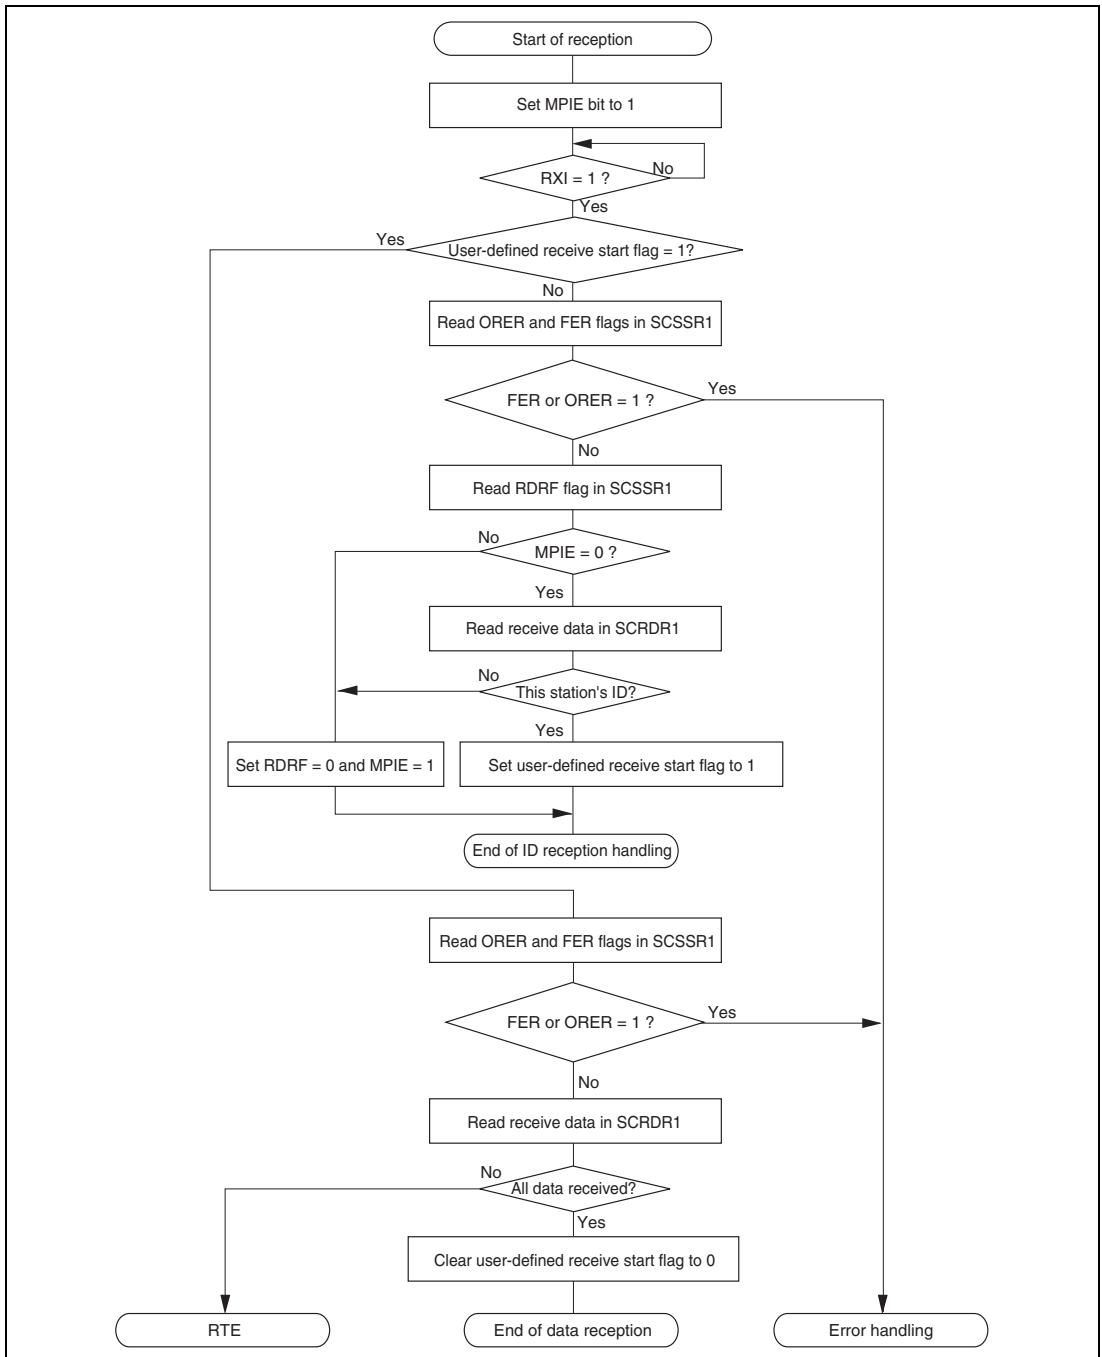 Start of reception
Set MPIE bit to 1
No
RXI = 1 ?
Yes
Yes
User-defined receive start flag = 1?
No
Read ORER and FER flags in SCSSR1
Yes
FER or ORER = 1 ?
No
Read RDRF flag in SCSSR1
No
MPIE = 0 ?
Yes
Read receive data in SCRDR1
No
This station's ID?
Yes
Set RDRF = 0 and MPIE = 1
Set user-defined receive start flag to 1
End of ID reception handling
Read ORER and FER flags in SCSSR1
Yes
FER or ORER = 1 ?
No
Read receive data in SCRDR1
No
All data received?
Yes
Clear user-defined receive start flag to 0
RTE
End of data reception
Error handling